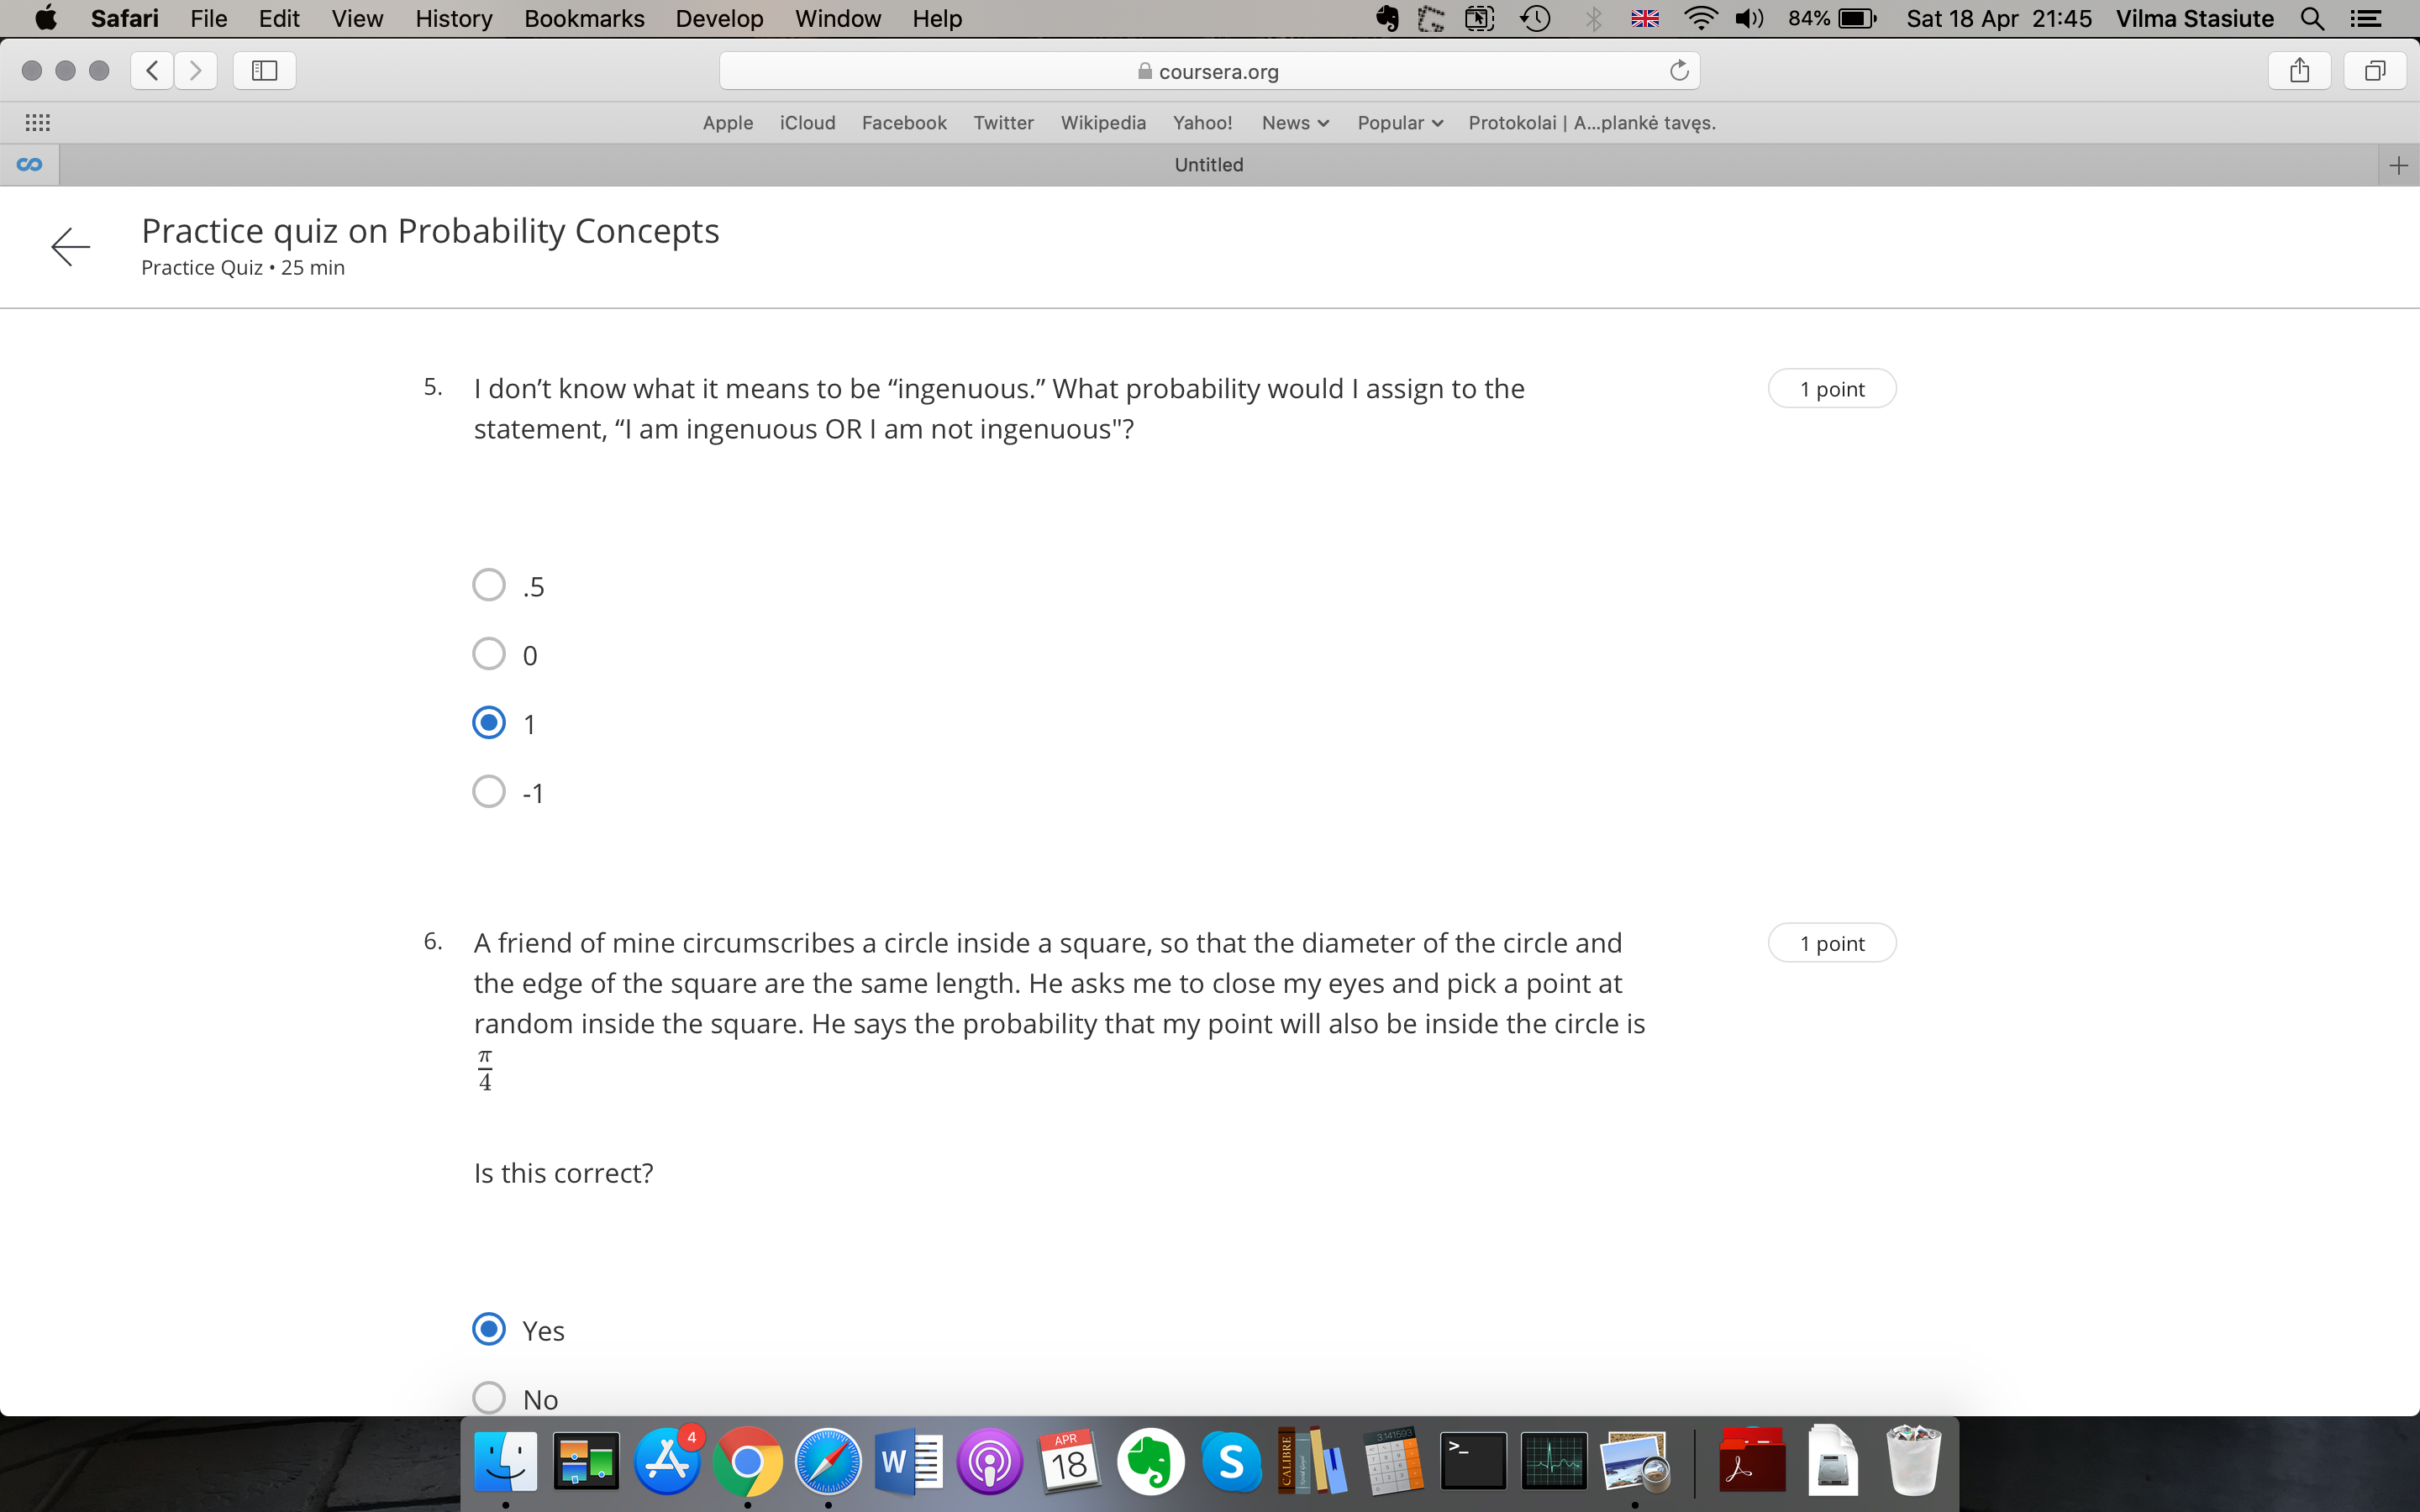 Safari File Edit View History Bookmarks Develop Window Help 84% Sat 18 Apr 21:45 Vilma Stasiute
coursera.org
Apple iCloud Facebook Twitter Wikipedia Yahoo! News Popular Protokolai | A...plankė tavęs.
Untitled
Practice quiz on Probability Concepts
Practice Quiz • 25 min
5. I don’t know what it means to be “ingenuous.” What probability would I assign to the 1 point
statement, “I am ingenuous OR I am not ingenuous"?
.5
0
1
-1
6. A friend of mine circumscribes a circle inside a square, so that the diameter of the circle and 1 point
the edge of the square are the same length. He asks me to close my eyes and pick a point at
random inside the square. He says the probability that my point will also be inside the circle is
π
4
Is this correct?
Yes
No
4
W
APR
18
S
CALIBRE
3.141593
>_